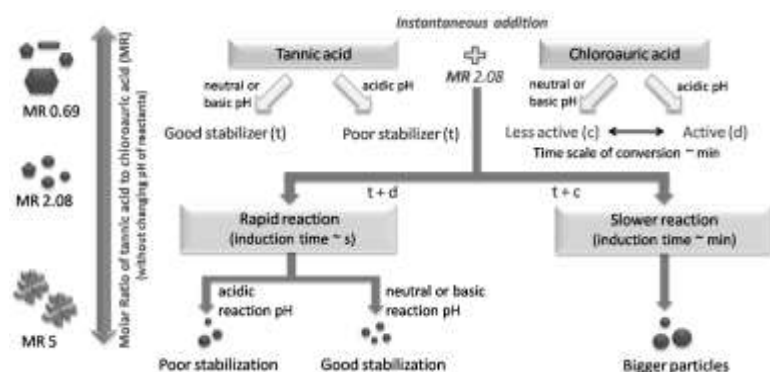 Instantaneous addition
Tannic acid
Chloroauric acid
MR 2.08
neutral or
basic pH
acidic pH
neutral or
basic pH
acidic pH
Good stabilizer (t)
Poor stabilizer (t)
Less active (c)
Active (d)
Time scale of conversion ~ min
t + d
t + c
Rapid reaction
(induction time ~ s)
Slower reaction
(induction time ~ min)
acidic
reaction pH
neutral or basic
reaction pH
Poor stabilization
Good stabilization
Bigger particles
MR 0.69
MR 2.08
MR 5
Molar Ratio of tannic acid to chloroauric acid (MR)
(without changing pH of reactants)